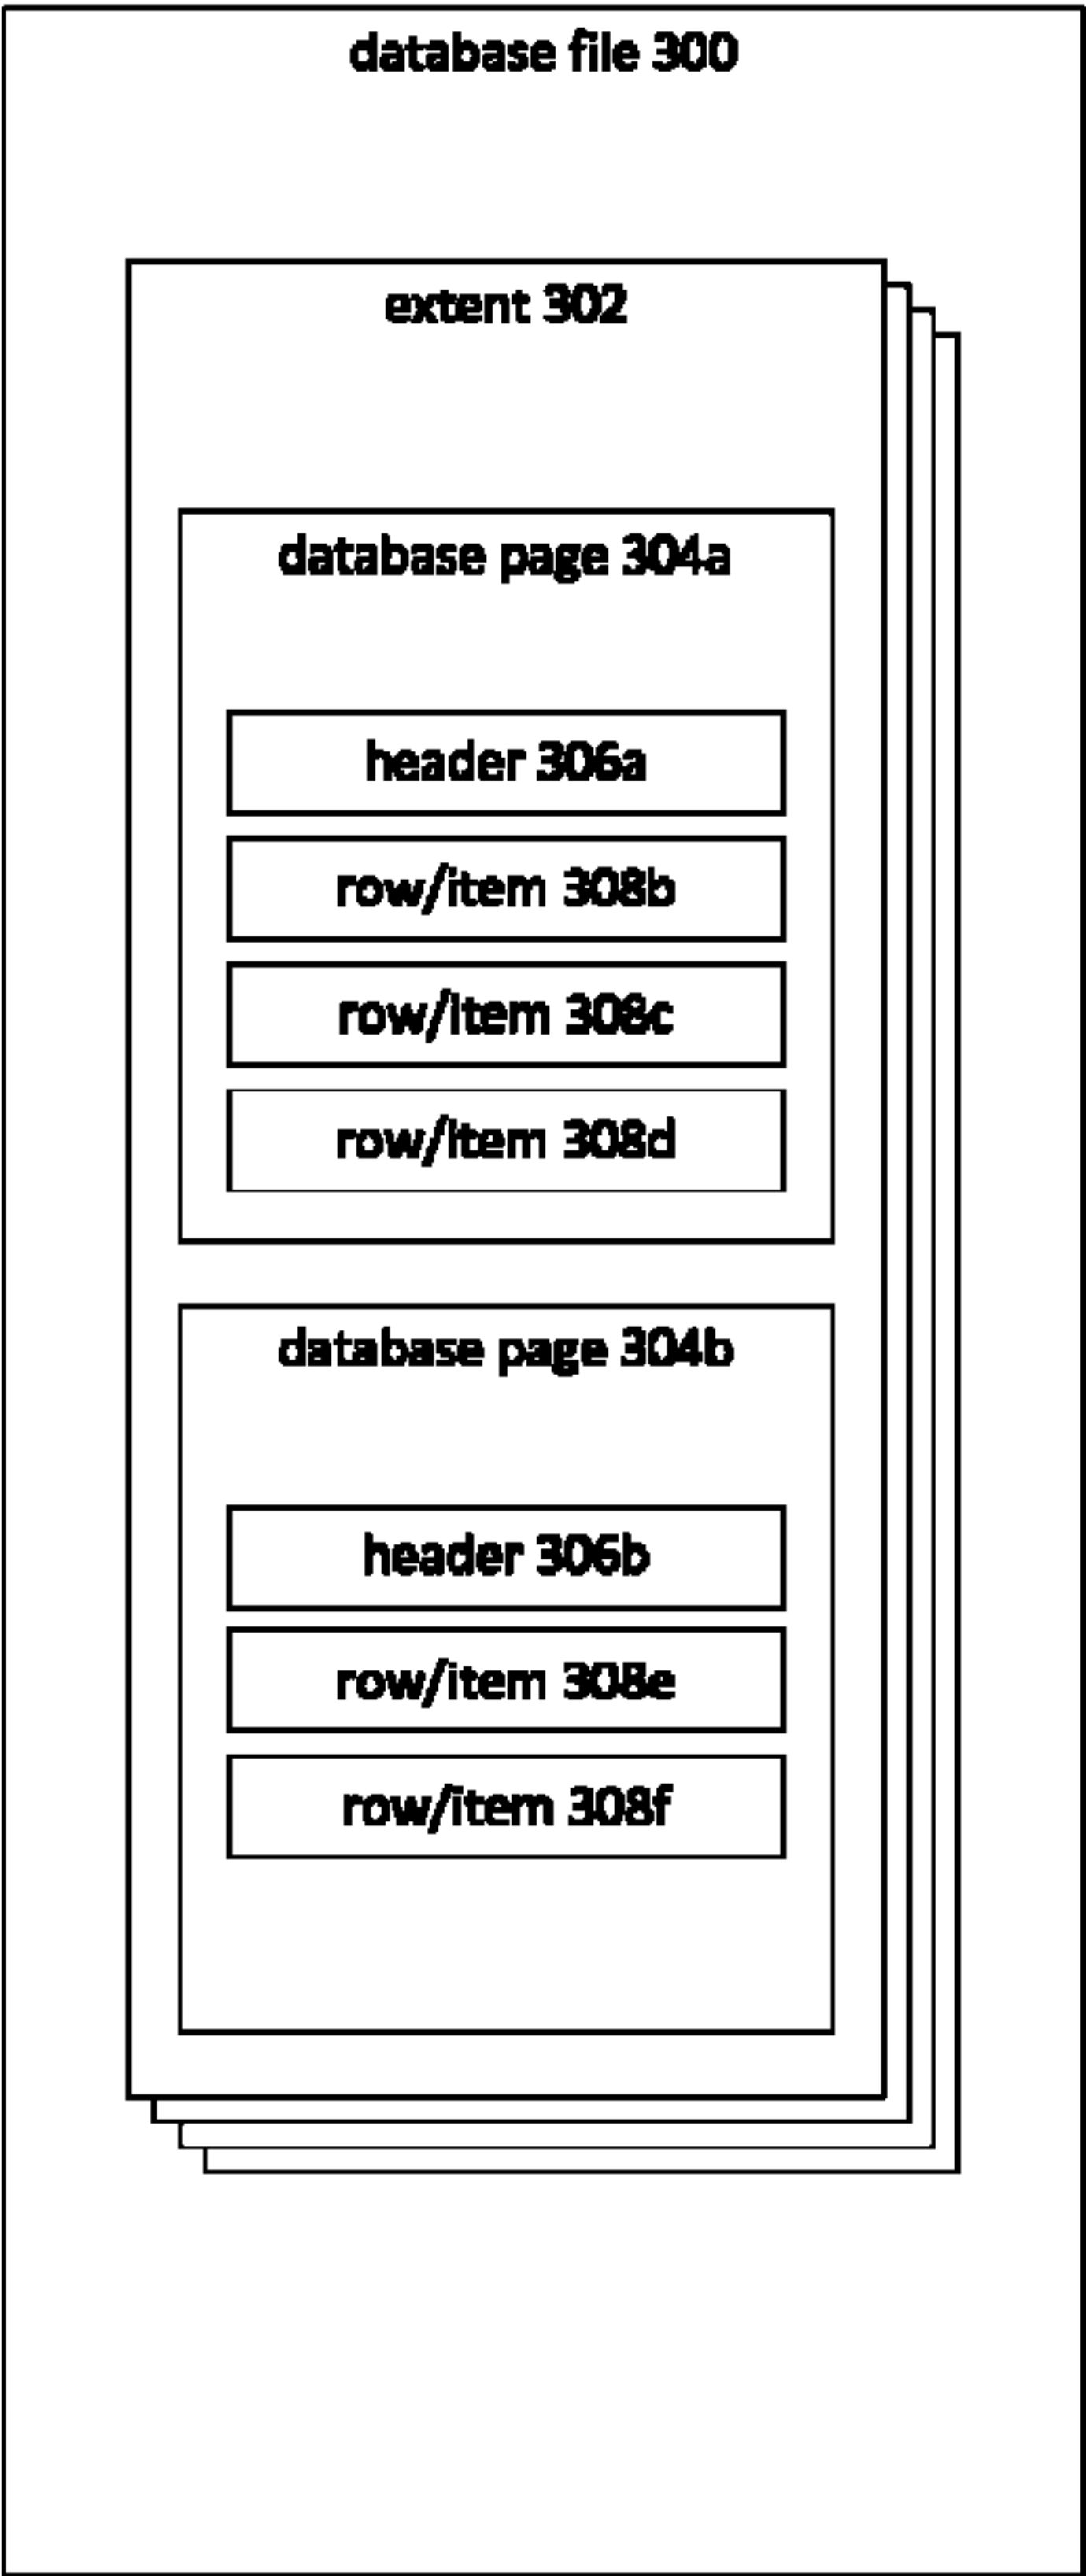 database file 300
extent 302
database page 304a
header 306a
row/item 308b
row/item 308c
row/item 308d
database page 304b
header 306b
row/item 308e
row/item 308f